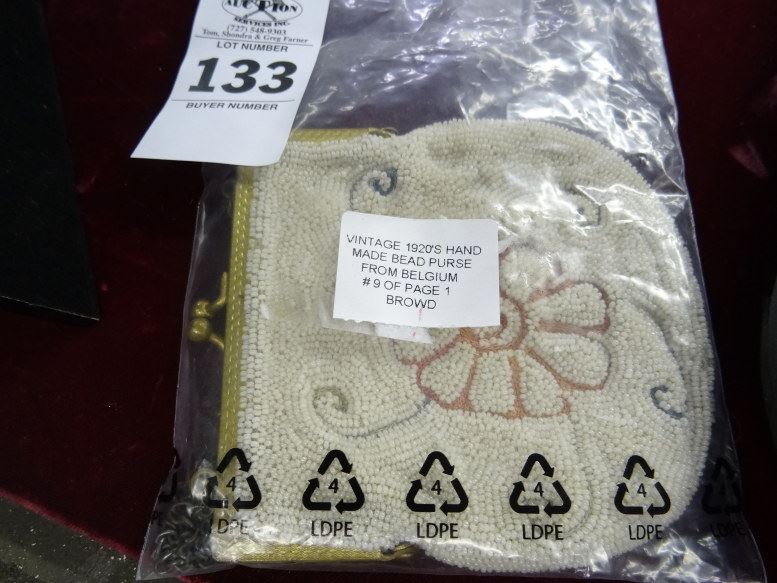 AUCTION
SERVICES INC.
(727) 548-9303
Tom, Shondra & Greg Farner
LOT NUMBER
133
BUYER NUMBER
VINTAGE 1920'S HAND
MADE BEAD PURSE
FROM BELGIUM
# 9 OF PAGE 1
BROWD
4 4 4 4 4
LDPE LDPE LDPE LDPE LDPE LDPE